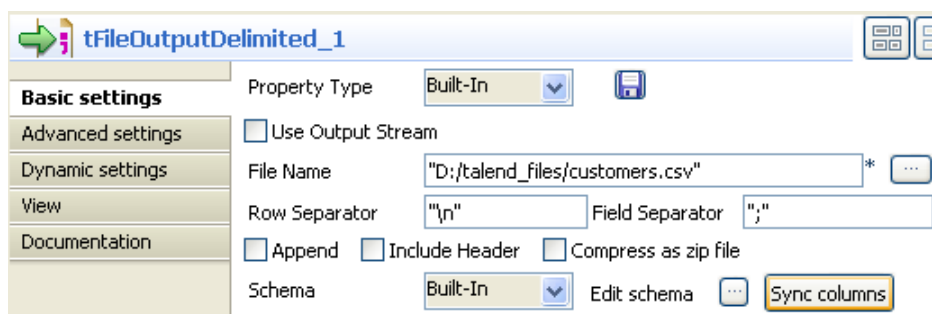 tFileOutputDelimited_1
Basic settings
Property Type Built-In
Advanced settings
Use Output Stream
Dynamic settings
File Name "D:/talend_files/customers.csv" * ...
View
Row Separator "\n" Field Separator ";"
Documentation
Append Include Header Compress as zip file
Schema Built-In Edit schema ... Sync columns